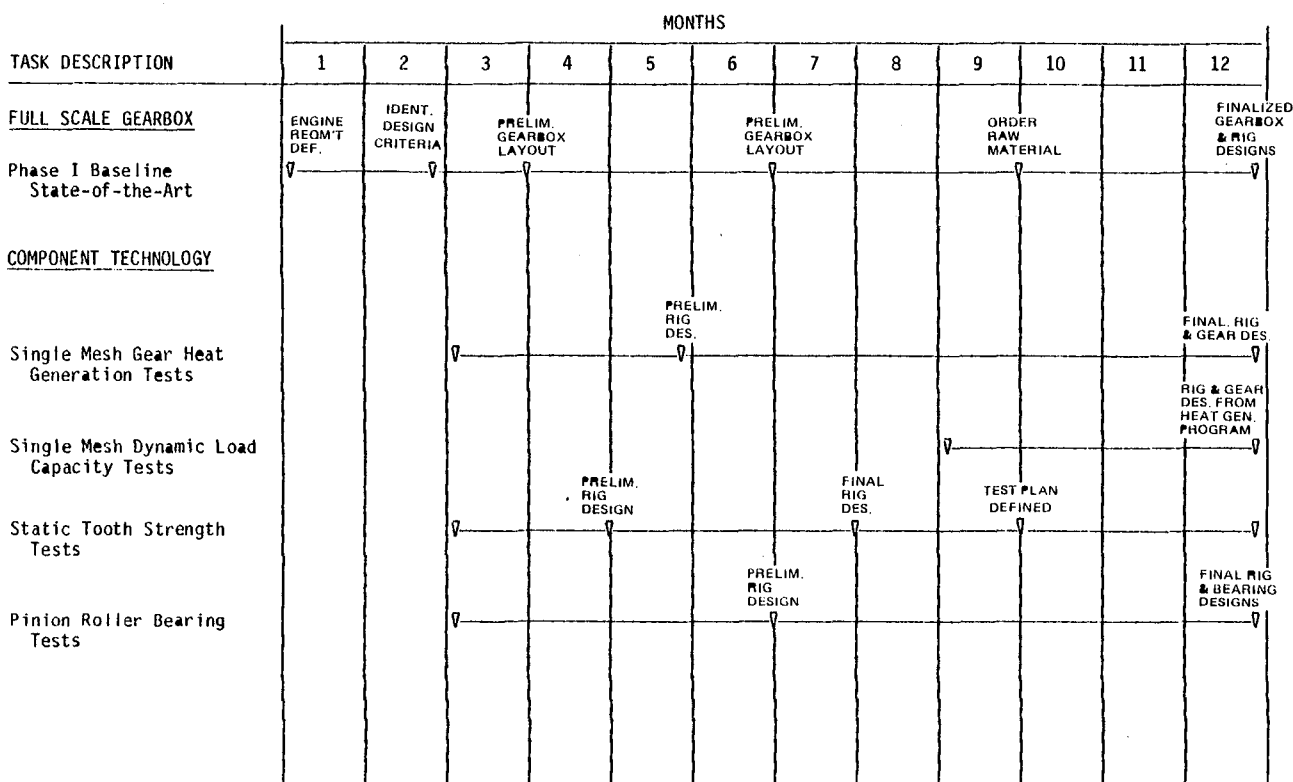 MONTHS
TASK DESCRIPTION 1 2 3 4 5 6 7 8 9 10 11 12
FULL SCALE GEARBOX
ENGINE
REQM'T
DEF.
IDENT.
DESIGN
CRITERIA
PRELIM.
GEARBOX
LAYOUT
PRELIM.
GEARBOX
LAYOUT
ORDER
RAW
MATERIAL
FINALIZED
GEARBOX
& RIG
DESIGNS
Phase I Baseline
State-of-the-Art
COMPONENT TECHNOLOGY
PRELIM.
RIG
DES.
FINAL. RIG
& GEAR DES.
Single Mesh Gear Heat
Generation Tests
RIG & GEAR
DES. FROM
HEAT GEN.
PROGRAM
Single Mesh Dynamic Load
Capacity Tests
PRELIM.
RIG
DESIGN
FINAL
RIG
DES.
TEST PLAN
DEFINED
Static Tooth Strength
Tests
PRELIM.
RIG
DESIGN
FINAL RIG
& BEARING
DESIGNS
Pinion Roller Bearing
Tests